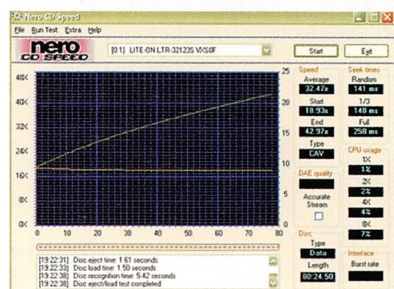 Nero CD Speed
File Run Test Extra Help
nero
CD SPEED
[0:1] LITE-ON LTR-32123S VXS0F
Start
Exit
48X
40X
32X
24X
16X
8X
25
20
15
10
5
0
0 10 20 30 40 50 60 70 80
Speed
Average
32.47x
Start
18.93x
End
42.97x
Type
CAV
DAE quality
Accurate
Stream
Disc
Type
Data
Length
80:24.50
Seek times
Random
141 ms
1/3
148 ms
Full
258 ms
CPU usage
1X
1%
2X
2%
4X
4%
8X
7%
Interface
Burst rate
[19:22:31] Disc eject time: 1.61 seconds
[19:22:33] Disc load time: 1.50 seconds
[19:22:38] Disc recognition time: 5.42 seconds
[19:22:38] Disc eject/load test completed